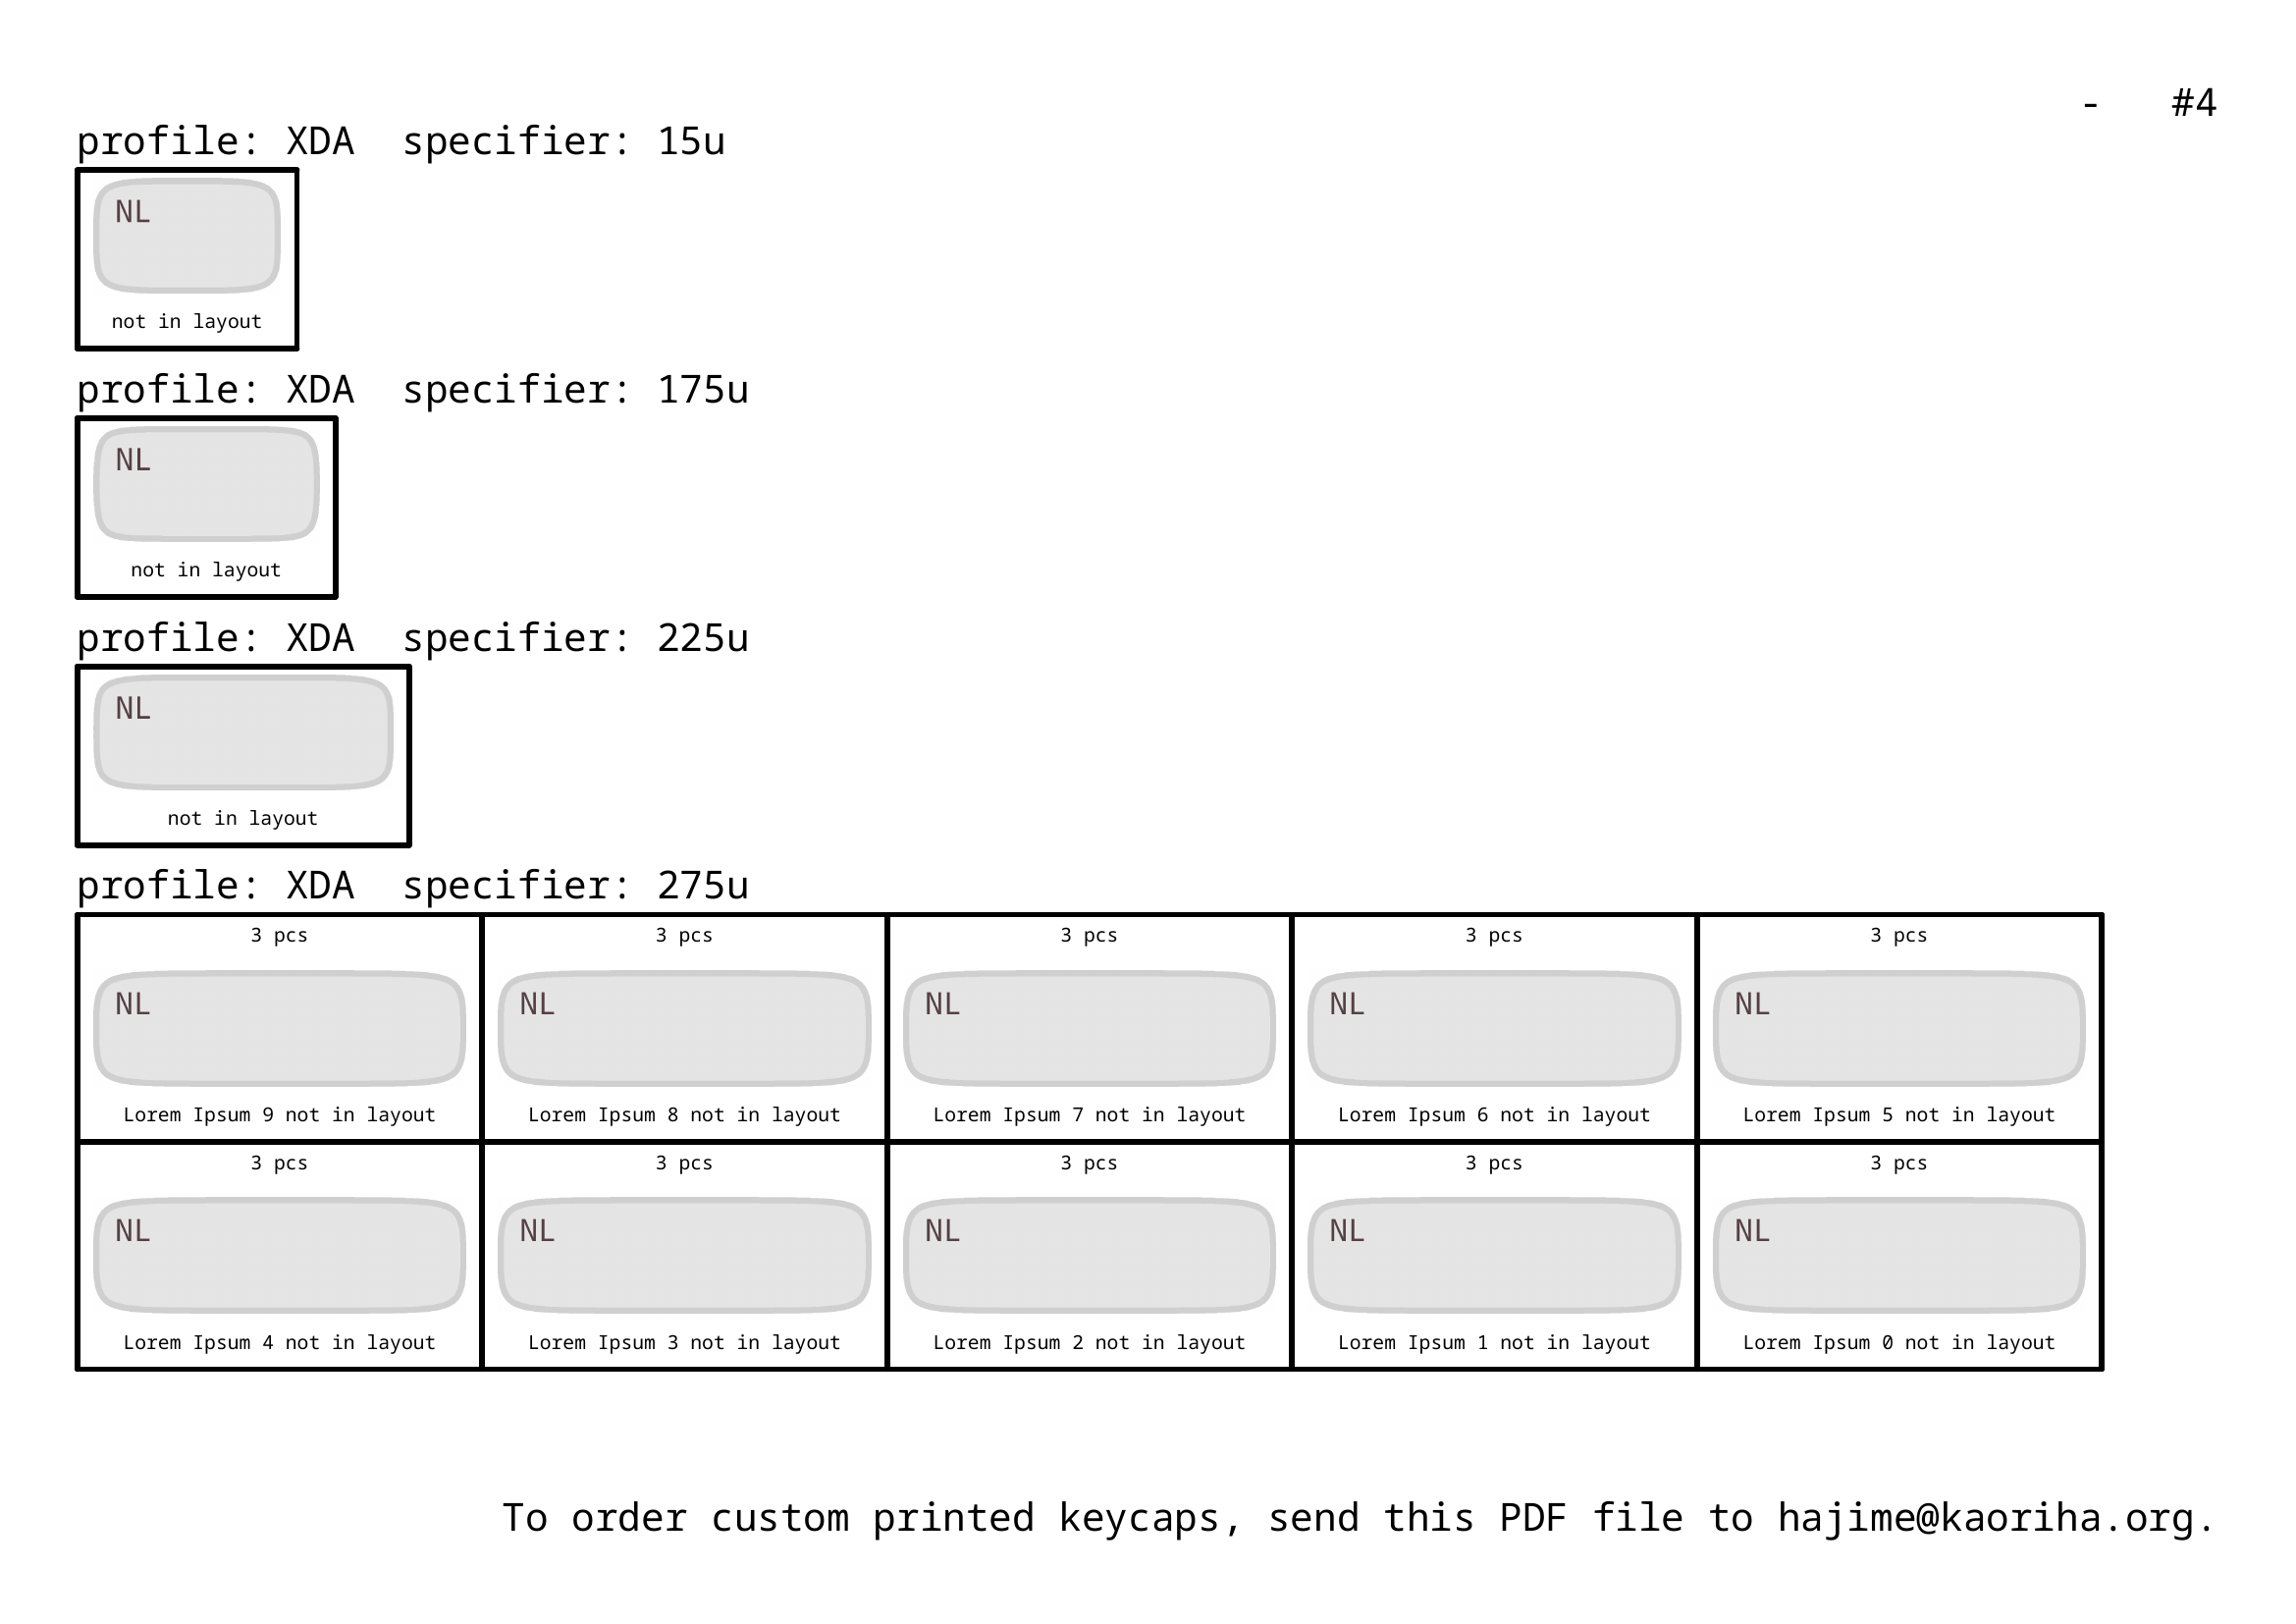 - #4
profile: XDA specifier: 15u
NL
not in layout
profile: XDA specifier: 175u
NL
not in layout
profile: XDA specifier: 225u
NL
not in layout
profile: XDA specifier: 275u
3 pcs 3 pcs 3 pcs 3 pcs 3 pcs
NL NL NL NL NL
Lorem Ipsum 9 not in layout Lorem Ipsum 8 not in layout Lorem Ipsum 7 not in layout Lorem Ipsum 6 not in layout Lorem Ipsum 5 not in layout
3 pcs 3 pcs 3 pcs 3 pcs 3 pcs
NL NL NL NL NL
Lorem Ipsum 4 not in layout Lorem Ipsum 3 not in layout Lorem Ipsum 2 not in layout Lorem Ipsum 1 not in layout Lorem Ipsum 0 not in layout
To order custom printed keycaps, send this PDF file to hajime@kaoriha.org.